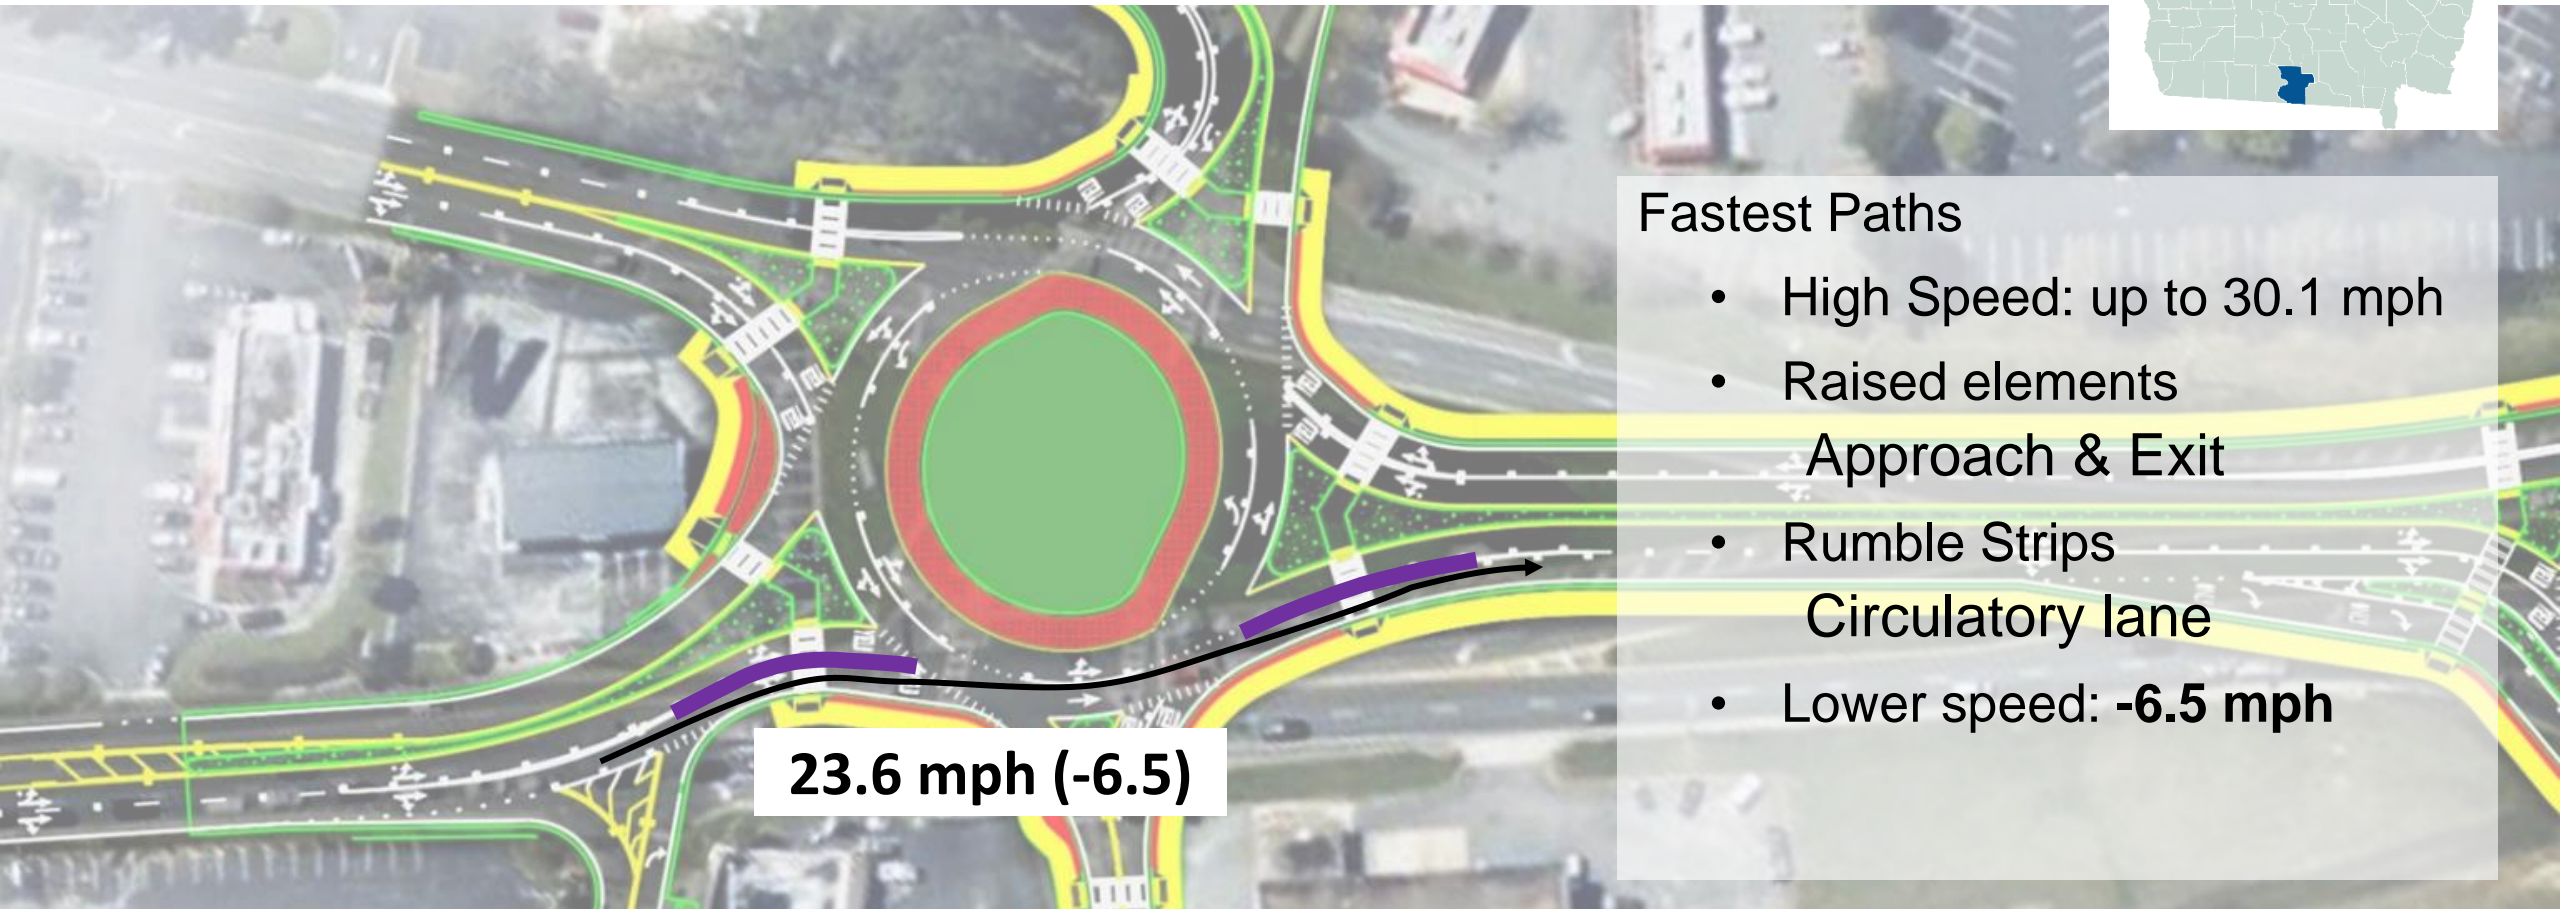 Fastest Paths
• High Speed: up to 30.1 mph
• Raised elements
Approach & Exit
• Rumble Strips
Circulatory lane
• Lower speed: -6.5 mph
23.6 mph (-6.5)